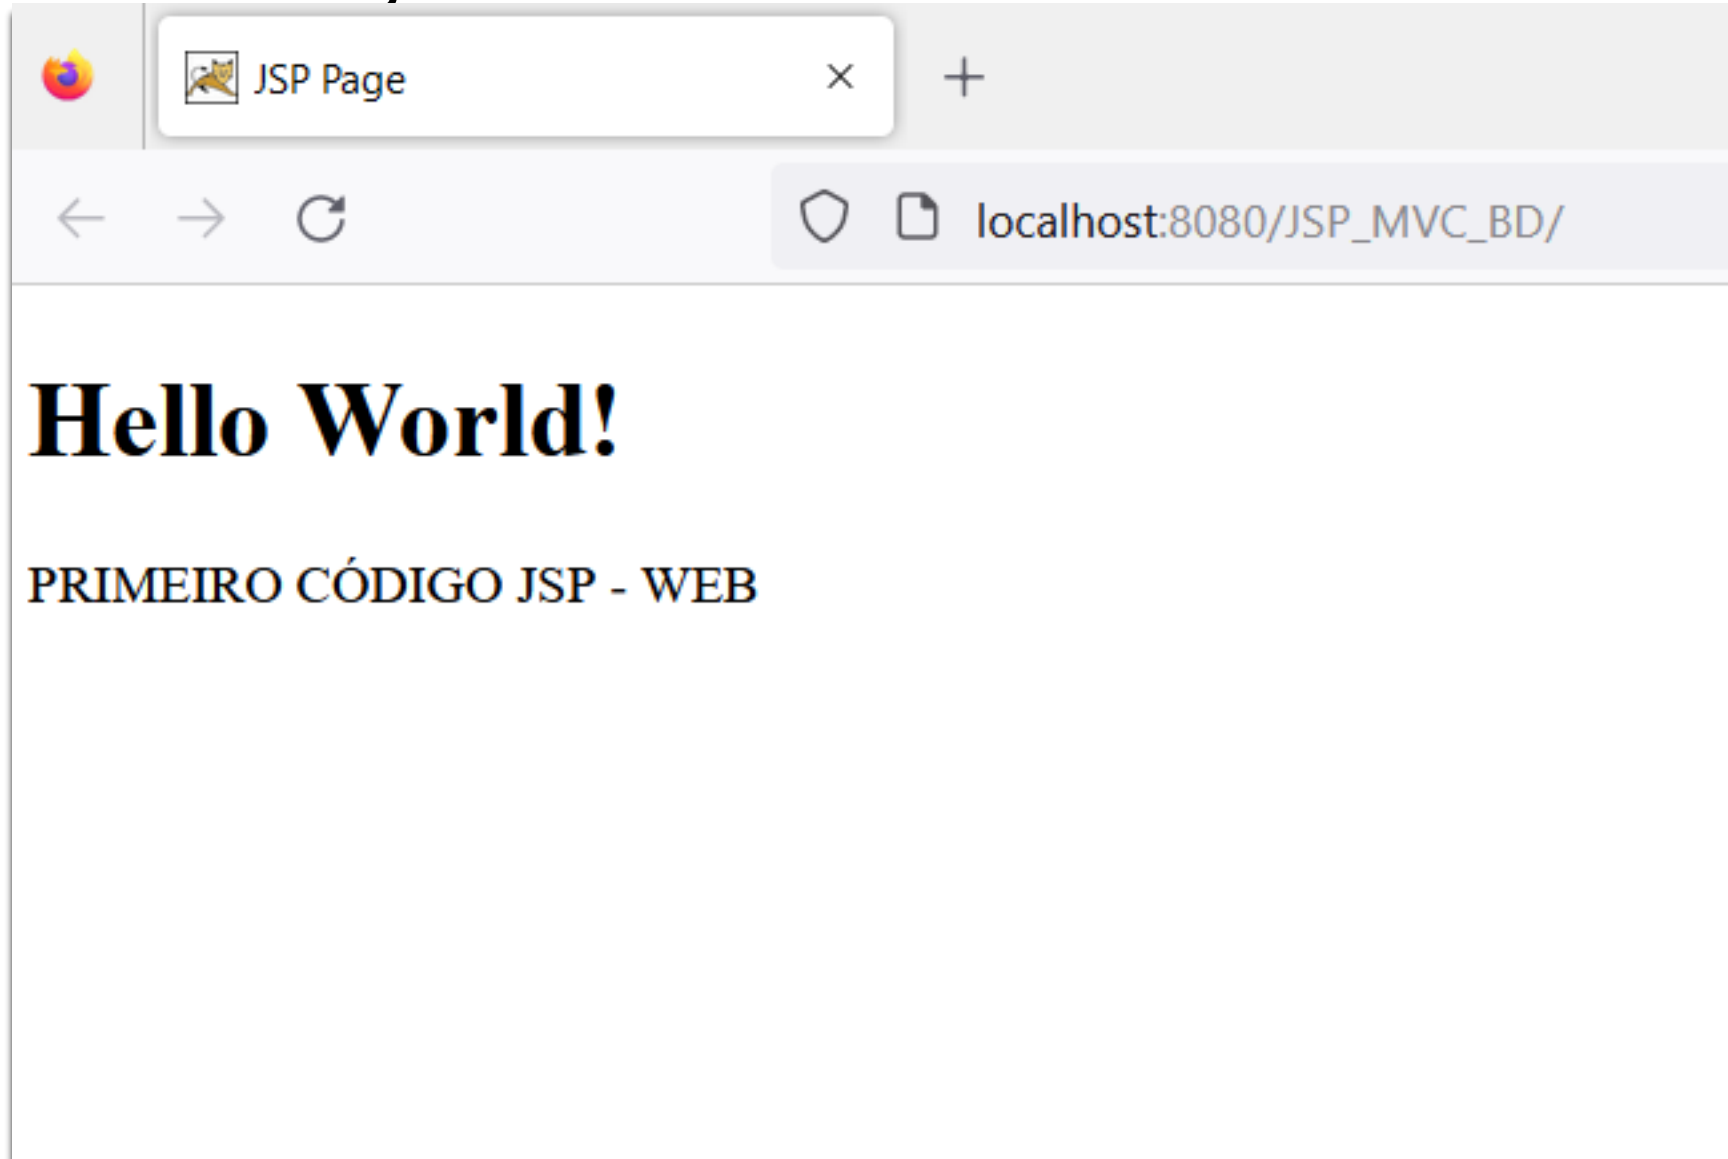 JSP Page
localhost:8080/JSP_MVC_BD/
Hello World!
PRIMEIRO CÓDIGO JSP - WEB